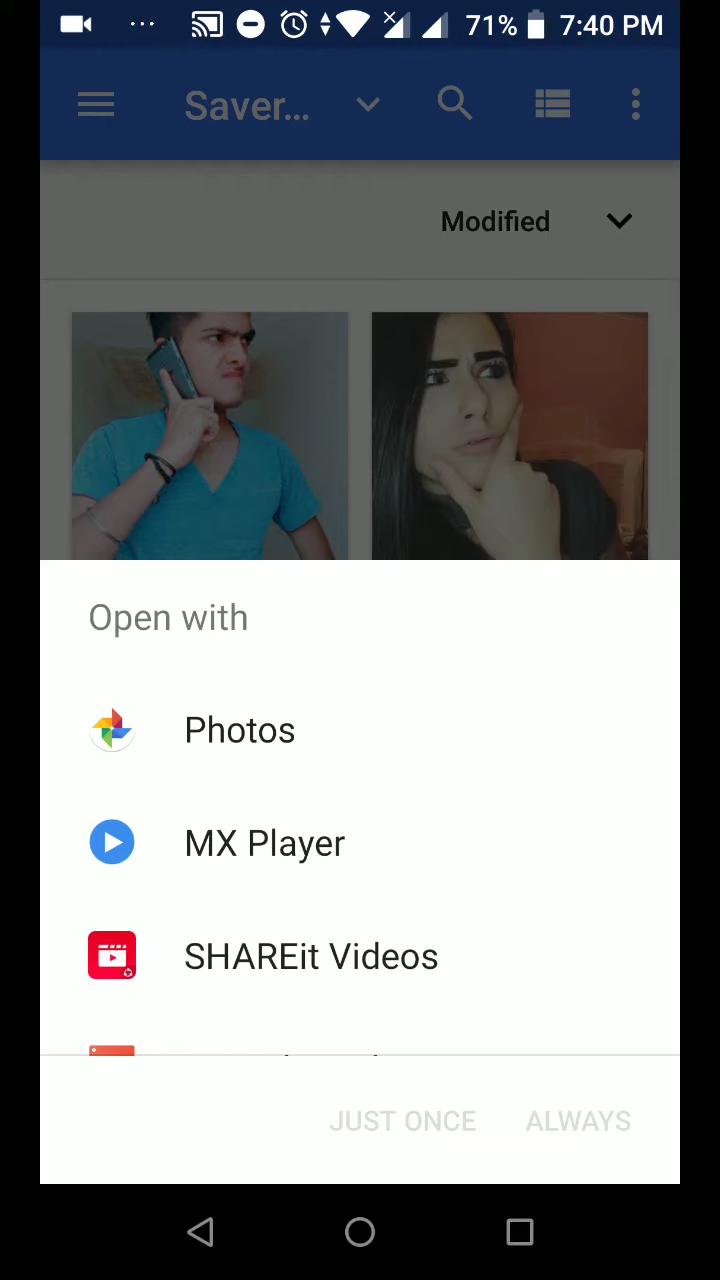 71% 7:40 PM
Saver...
Modified
Open with
Photos
MX Player
SHAREit Videos
JUST ONCE ALWAYS